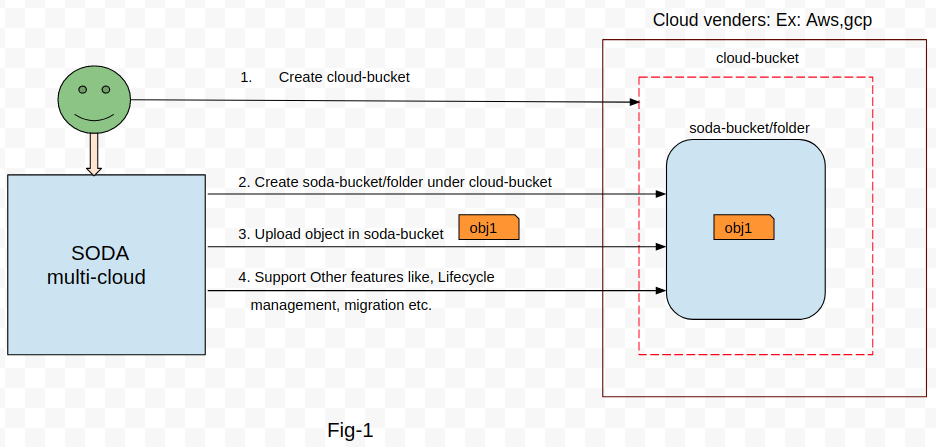 Cloud venders: Ex: Aws,gcp
cloud-bucket
1. Create cloud-bucket
soda-bucket/folder
2. Create soda-bucket/folder under cloud-bucket
3. Upload object in soda-bucket
obj1
obj1
SODA
multi-cloud
4. Support Other features like, Lifecycle
management, migration etc.
Fig-1